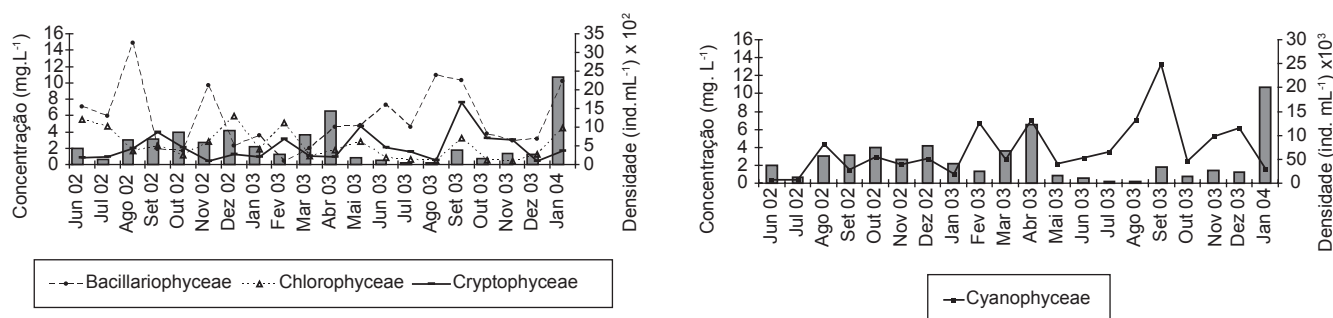 Concentração (mg.L-1)
16
14
12
10
8
6
4
2
0
35
30
25
20
15
10
5
0
Densidade (ind.mL-1) x 10²
Jun 02
Jul 02
Ago 02
Set 02
Out 02
Nov 02
Dez 02
Jan 03
Fev 03
Mar 03
Abr 03
Mai 03
Jun 03
Jul 03
Ago 03
Set 03
Out 03
Nov 03
Dez 03
Jan 04
Bacillariophyceae Chlorophyceae Cryptophyceae
Concentração (mg. L-1)
16
14
12
10
8
6
4
2
0
30
25
20
15
10
50
0
Densidade (ind. mL-1) x 10³
Jun 02
Jul 02
Ago 02
Set 02
Out 02
Nov 02
Dez 02
Jan 03
Fev 03
Mar 03
Abr 03
Mai 03
Jun 03
Jul 03
Ago 03
Set 03
Out 03
Nov 03
Dez 03
Jan 04
Cyanophyceae